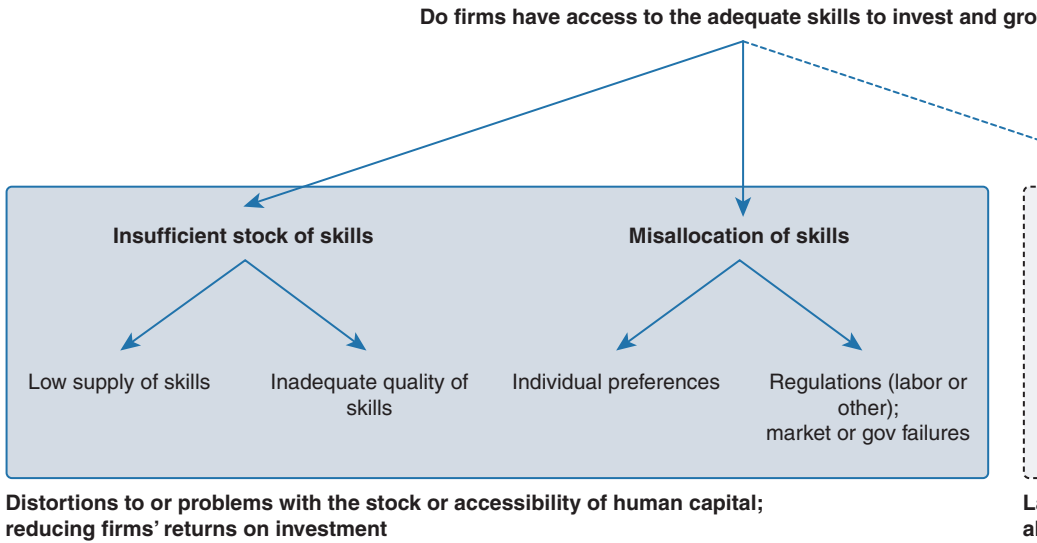 Do firms have access to the adequate skills to invest and gro
Insufficient stock of skills
Misallocation of skills
Low supply of skills
Inadequate quality of
skills
Individual preferences
Regulations (labor or
other);
market or gov failures
Distortions to or problems with the stock or accessibility of human capital;
reducing firms' returns on investment